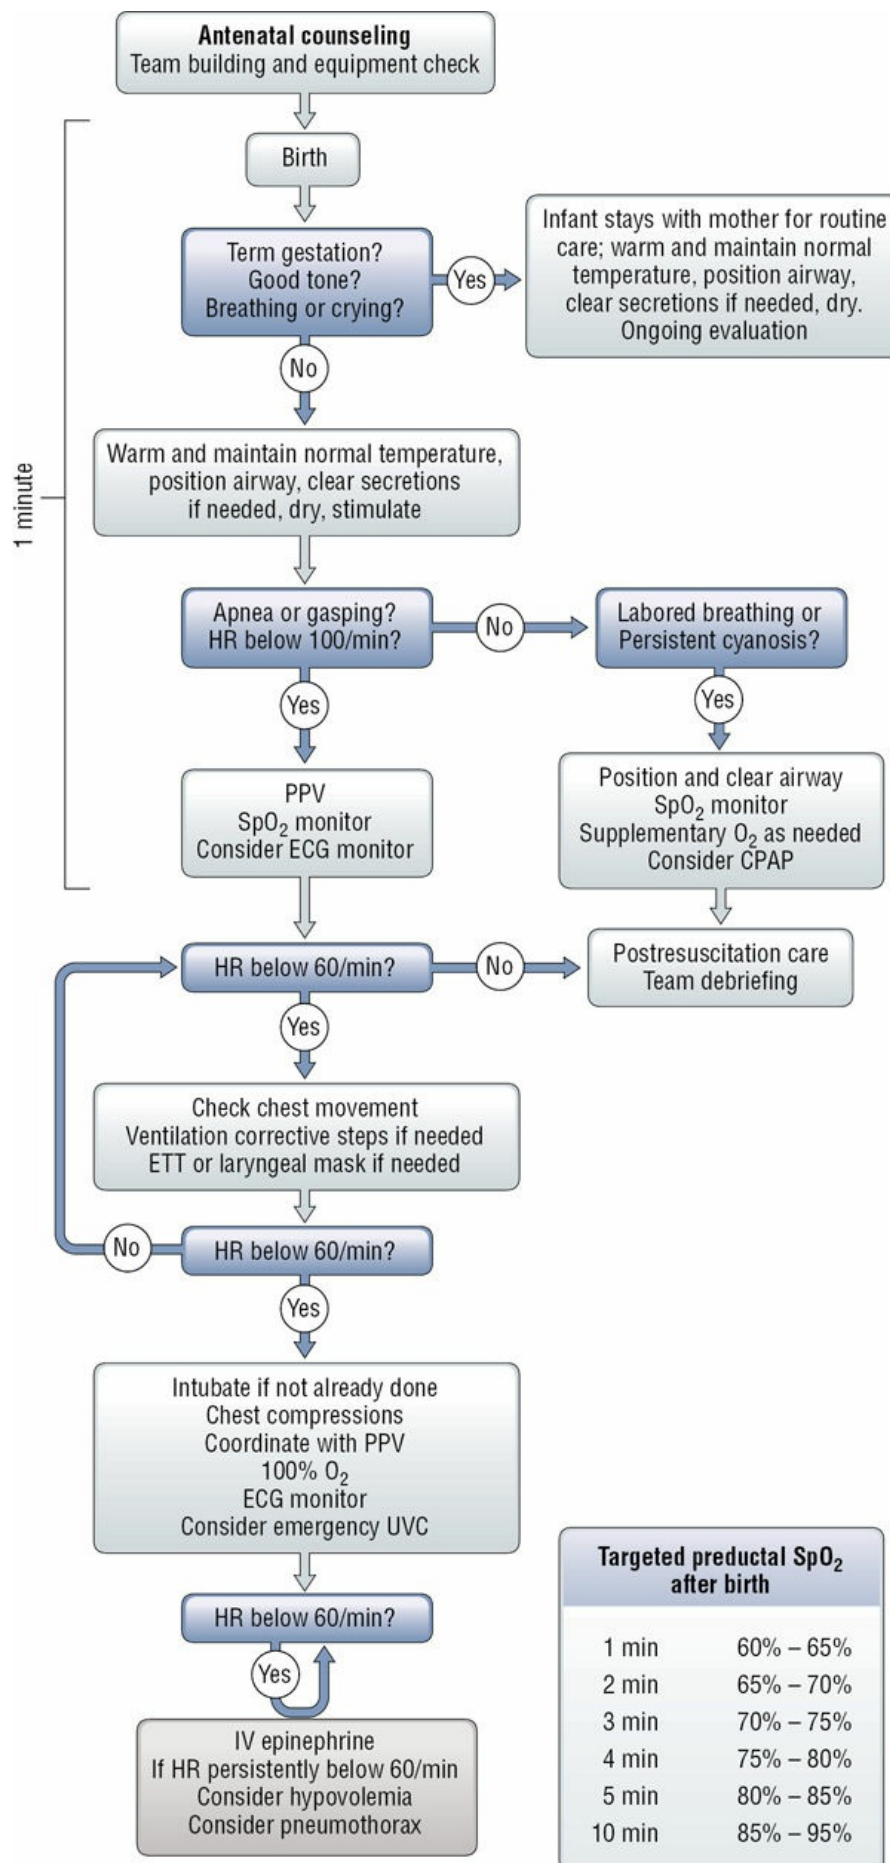 Antenatal counseling
Team building and equipment check
Birth
Term gestation?
Good tone?
Breathing or crying?
Yes
Infant stays with mother for routine
care; warm and maintain normal
temperature, position airway,
clear secretions if needed, dry.
Ongoing evaluation
No
1 minute
Warm and maintain normal temperature,
position airway, clear secretions
if needed, dry, stimulate
Apnea or gasping?
HR below 100/min?
No
Labored breathing or
Persistent cyanosis?
Yes
Yes
PPV
SpO₂ monitor
Consider ECG monitor
Position and clear airway
SpO₂ monitor
Supplementary O₂ as needed
Consider CPAP
HR below 60/min?
No
Postresuscitation care
Team debriefing
Yes
Check chest movement
Ventilation corrective steps if needed
ETT or laryngeal mask if needed
No
HR below 60/min?
Yes
Intubate if not already done
Chest compressions
Coordinate with PPV
100% O₂
ECG monitor
Consider emergency UVC
HR below 60/min?
Yes
IV epinephrine
If HR persistently below 60/min
Consider hypovolemia
Consider pneumothorax
Targeted preductal SpO₂
after birth
1 min 60% – 65%
2 min 65% – 70%
3 min 70% – 75%
4 min 75% – 80%
5 min 80% – 85%
10 min 85% – 95%